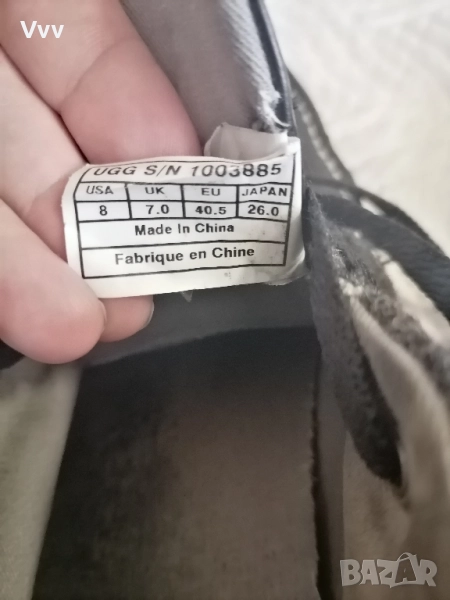 Vvv
UGG S/N 1003885
USA UK EU JAPAN
8 7.0 40.5 26.0
Made In China
Fabrique en Chine
BAZAR